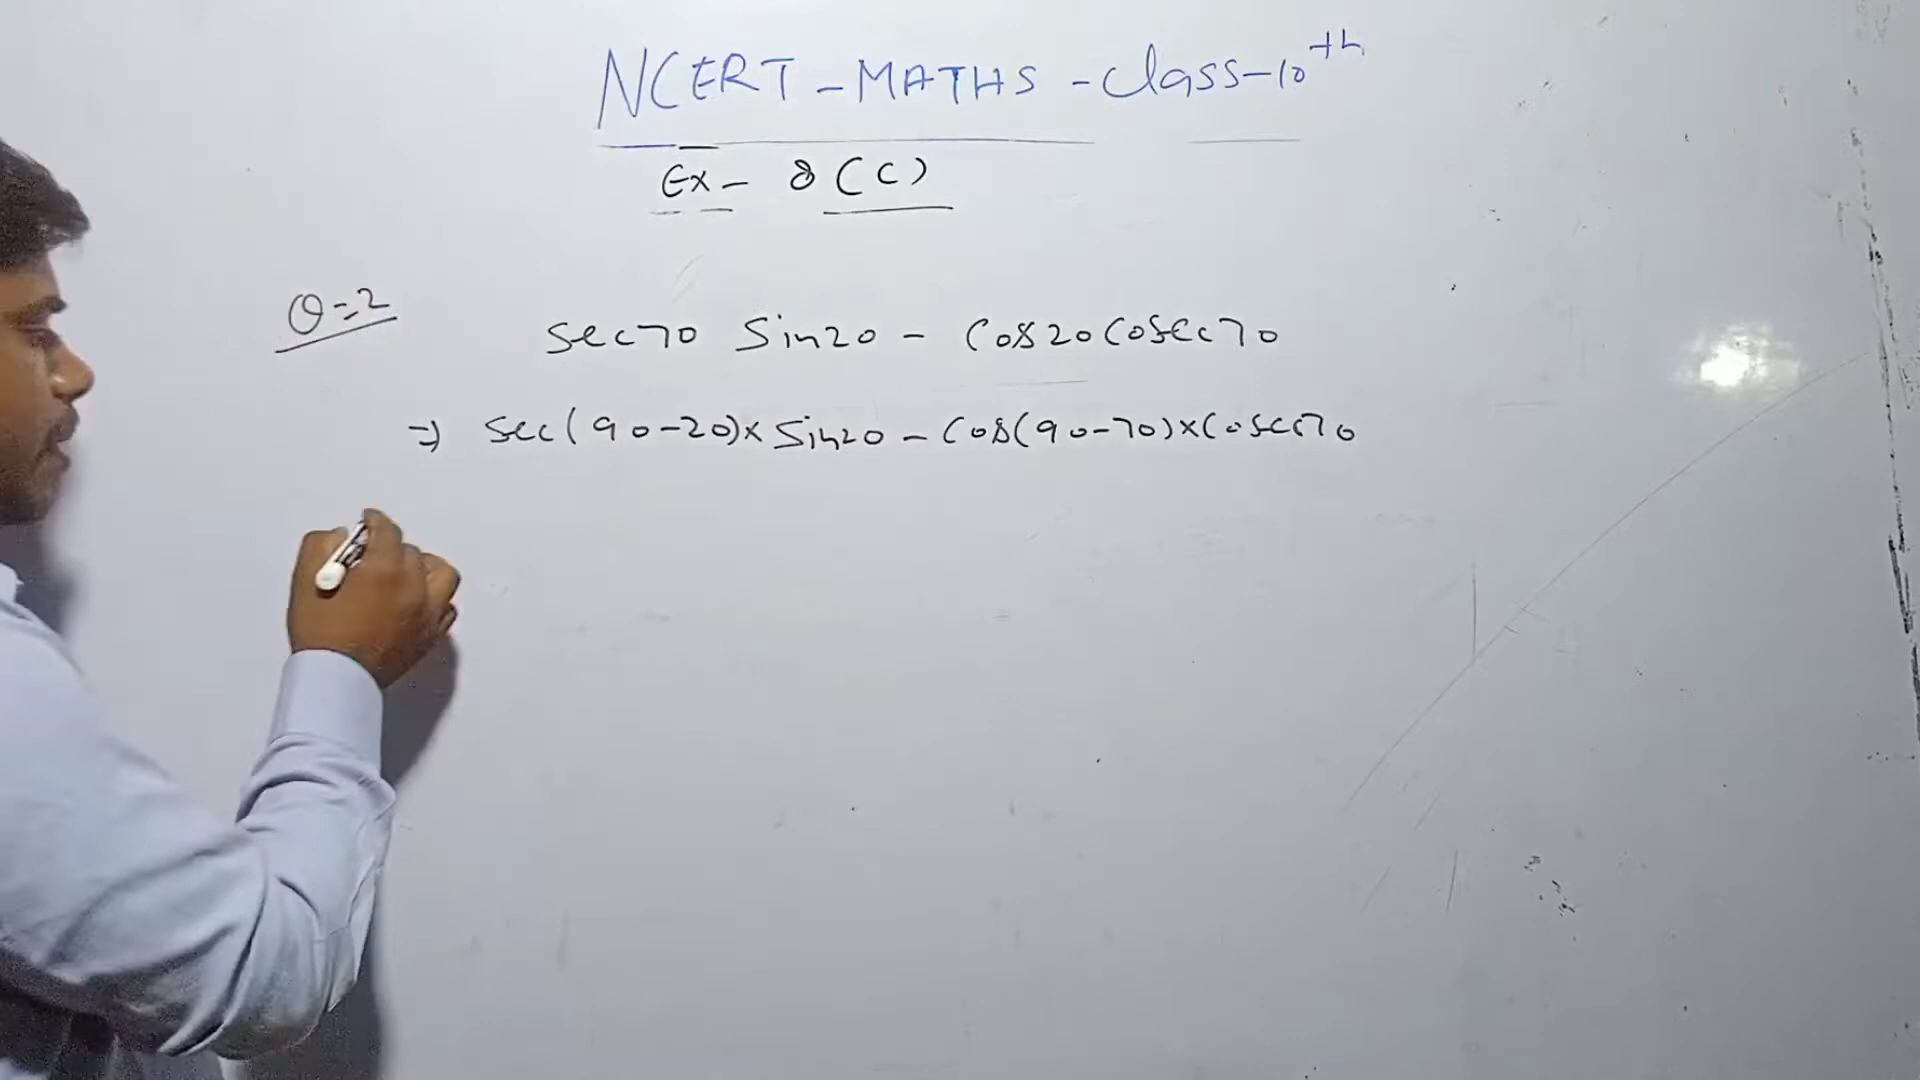 NCERT - MATHS - Class - 10th
Ex - 8 (C)
Q=2
Sec70 Sin20 - Cos20 Cosec70
⇒ Sec(90-20)×Sin20 - Cos(90-70)×Cosec70